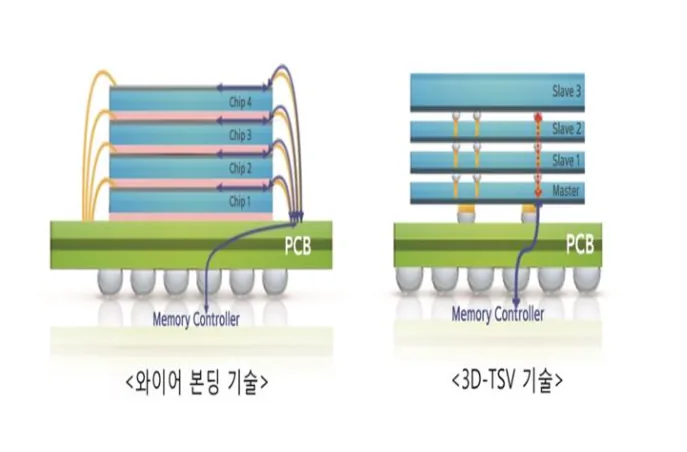 Chip 4
Chip 3
Chip 2
Chip 1
PCB
Memory Controller
<와이어 본딩 기술>
Slave 3
Slave 2
Slave 1
Master
PCB
Memory Controller
<3D-TSV 기술>